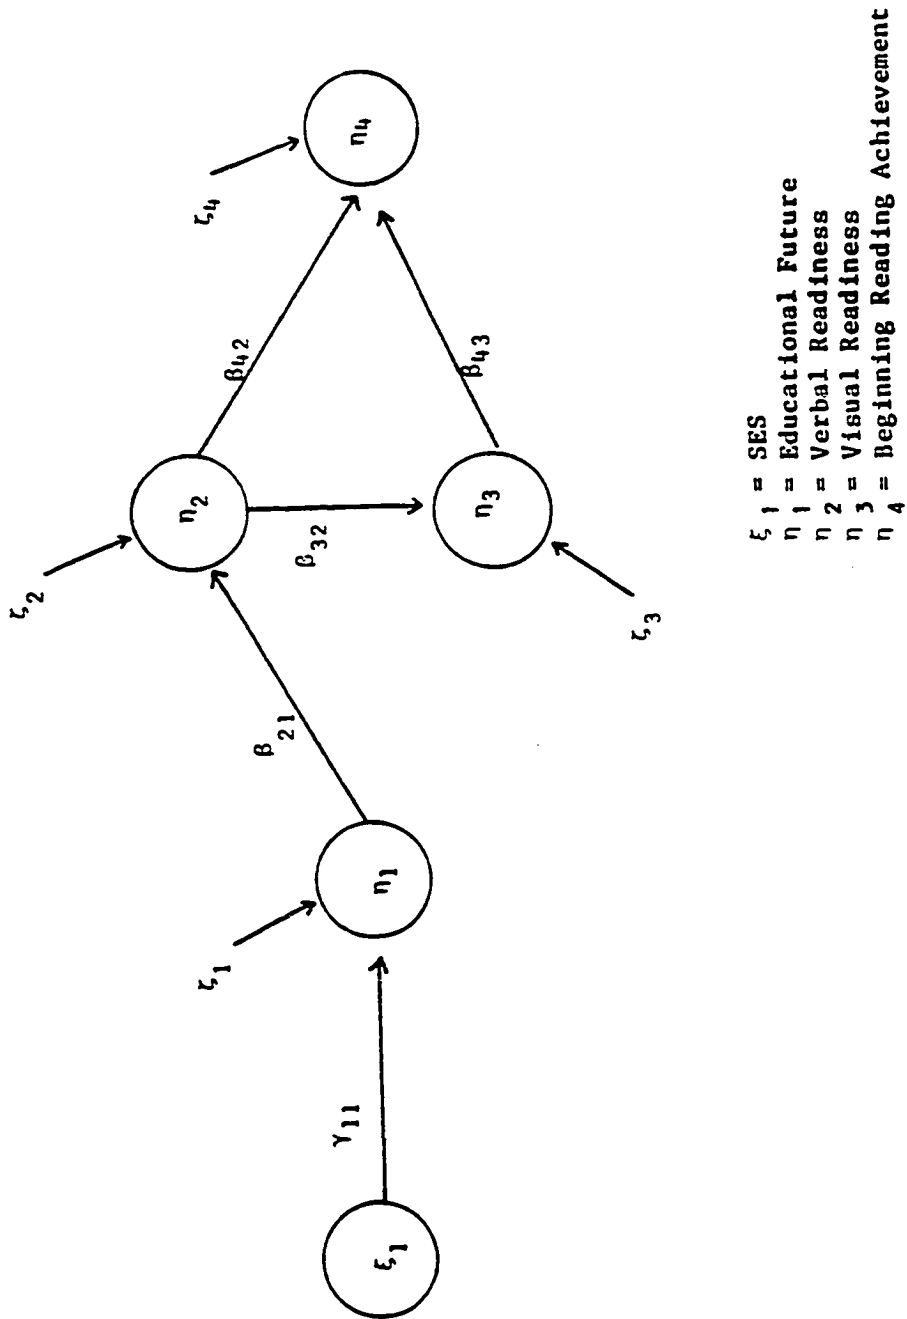 ζ4
η4
β42
β43
ζ2
η2
β32
η3
ζ3
β21
ζ1
η1
γ11
ξ1
ξ1 = SES
η1 = Educational Future
η2 = Verbal Readiness
η3 = Visual Readiness
η4 = Beginning Reading Achievement